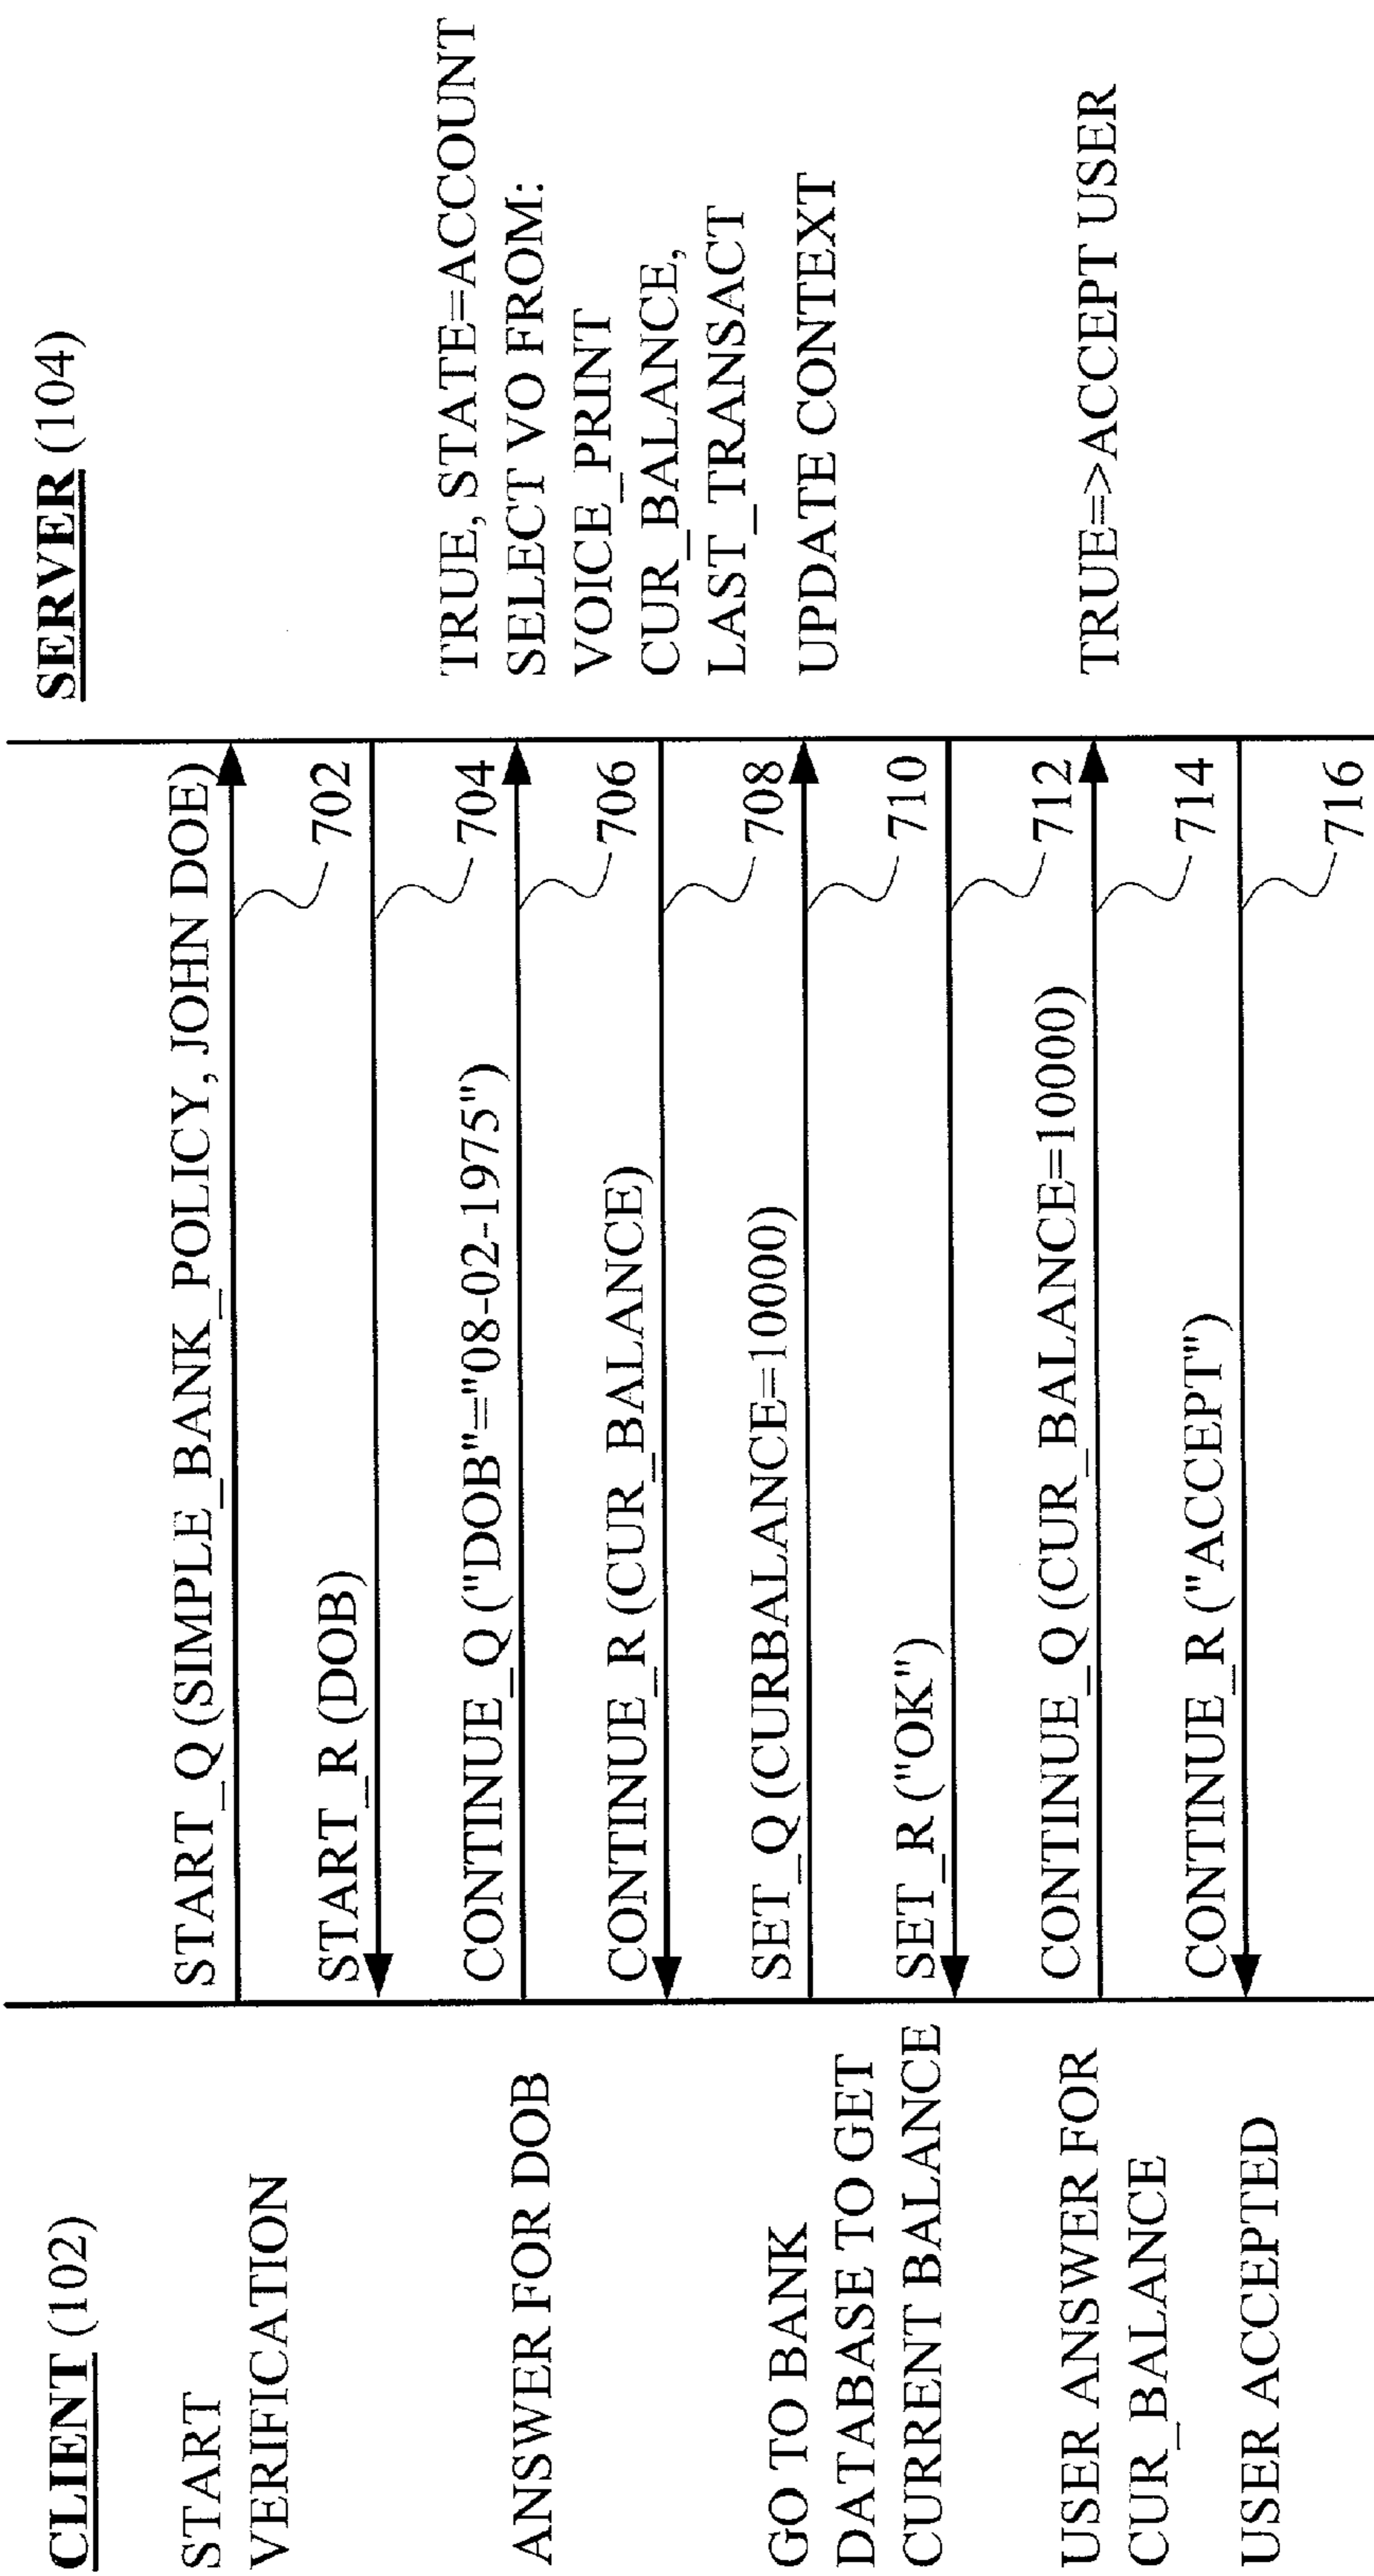 CLIENT (102)
SERVER (104)
START
VERIFICATION
START_Q (SIMPLE_BANK_POLICY, JOHN DOE)
702
START_R (DOB)
704
ANSWER FOR DOB
CONTINUE_Q ("DOB"="08-02-1975")
706
TRUE, STATE=ACCOUNT
SELECT VO FROM:
VOICE_PRINT
CUR_BALANCE,
LAST_TRANSACT
CONTINUE_R (CUR_BALANCE)
708
GO TO BANK
DATABASE TO GET
CURRENT BALANCE
SET_Q (CURBALANCE=10000)
710
UPDATE CONTEXT
SET_R ("OK")
712
USER ANSWER FOR
CUR_BALANCE
CONTINUE_Q (CUR_BALANCE=10000)
714
TRUE=>ACCEPT USER
CONTINUE_R ("ACCEPT")
716
USER ACCEPTED